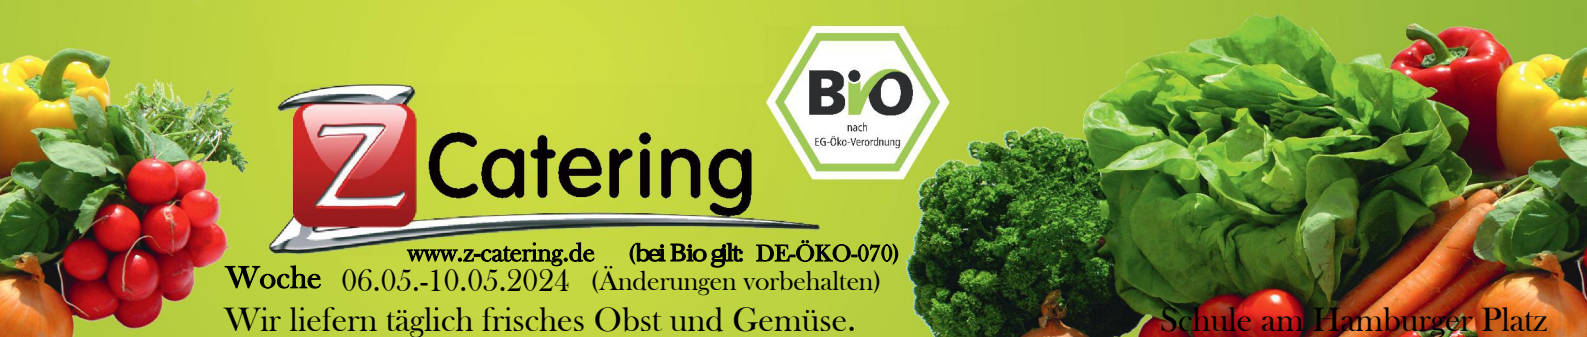 BiO
nach
EG-Öko-Verordnung
Z Catering
www.z-catering.de (bei Bio gilt: DE-ÖKO-070)
Woche 06.05.-10.05.2024 (Änderungen vorbehalten)
Wir liefern täglich frisches Obst und Gemüse.
Schule am Hamburger Platz